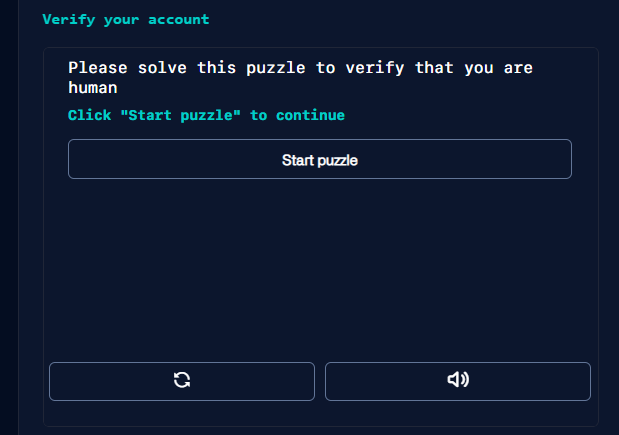 Verify your account
Please solve this puzzle to verify that you are
human
Click "Start puzzle" to continue
Start puzzle